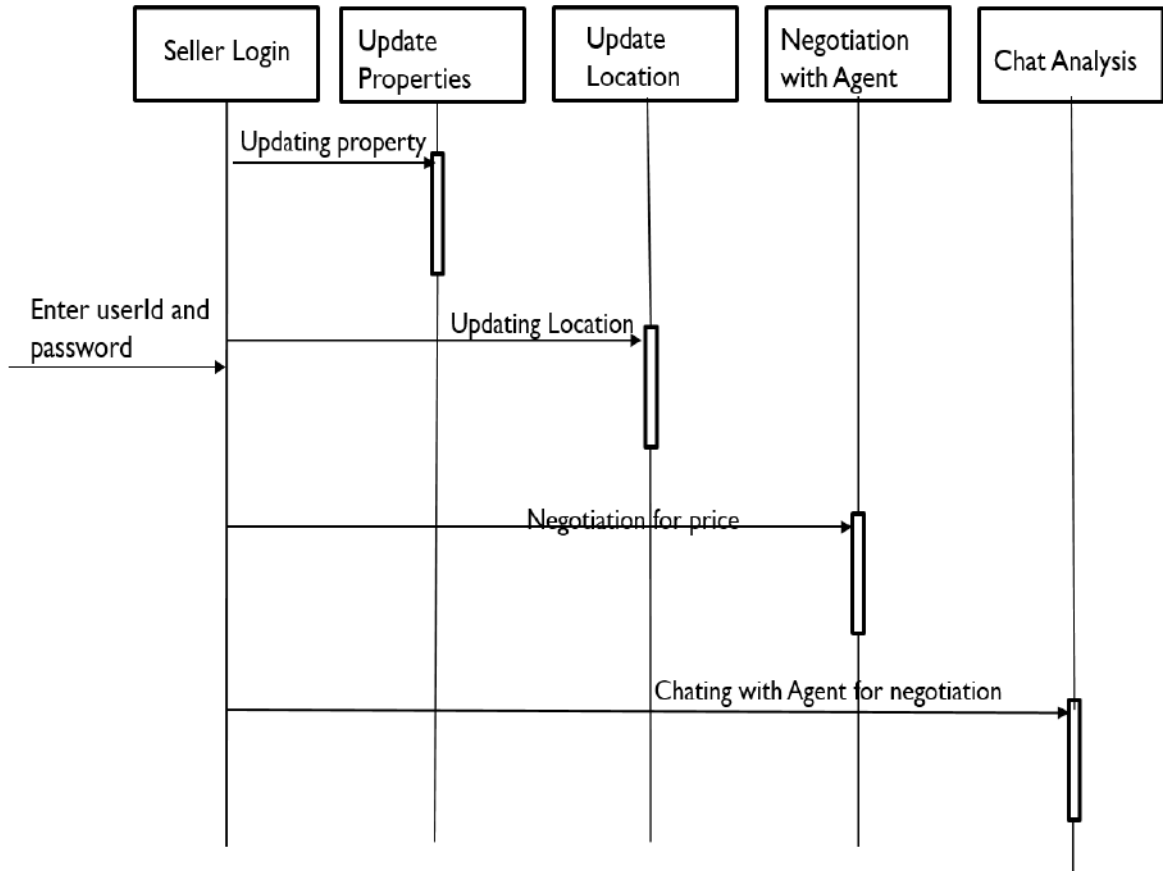 Seller Login
Update
Properties
Update
Location
Negotiation
with Agent
Chat Analysis
Updating property
Enter userId and
password
Updating Location
Negotiation for price
Chating with Agent for negotiation